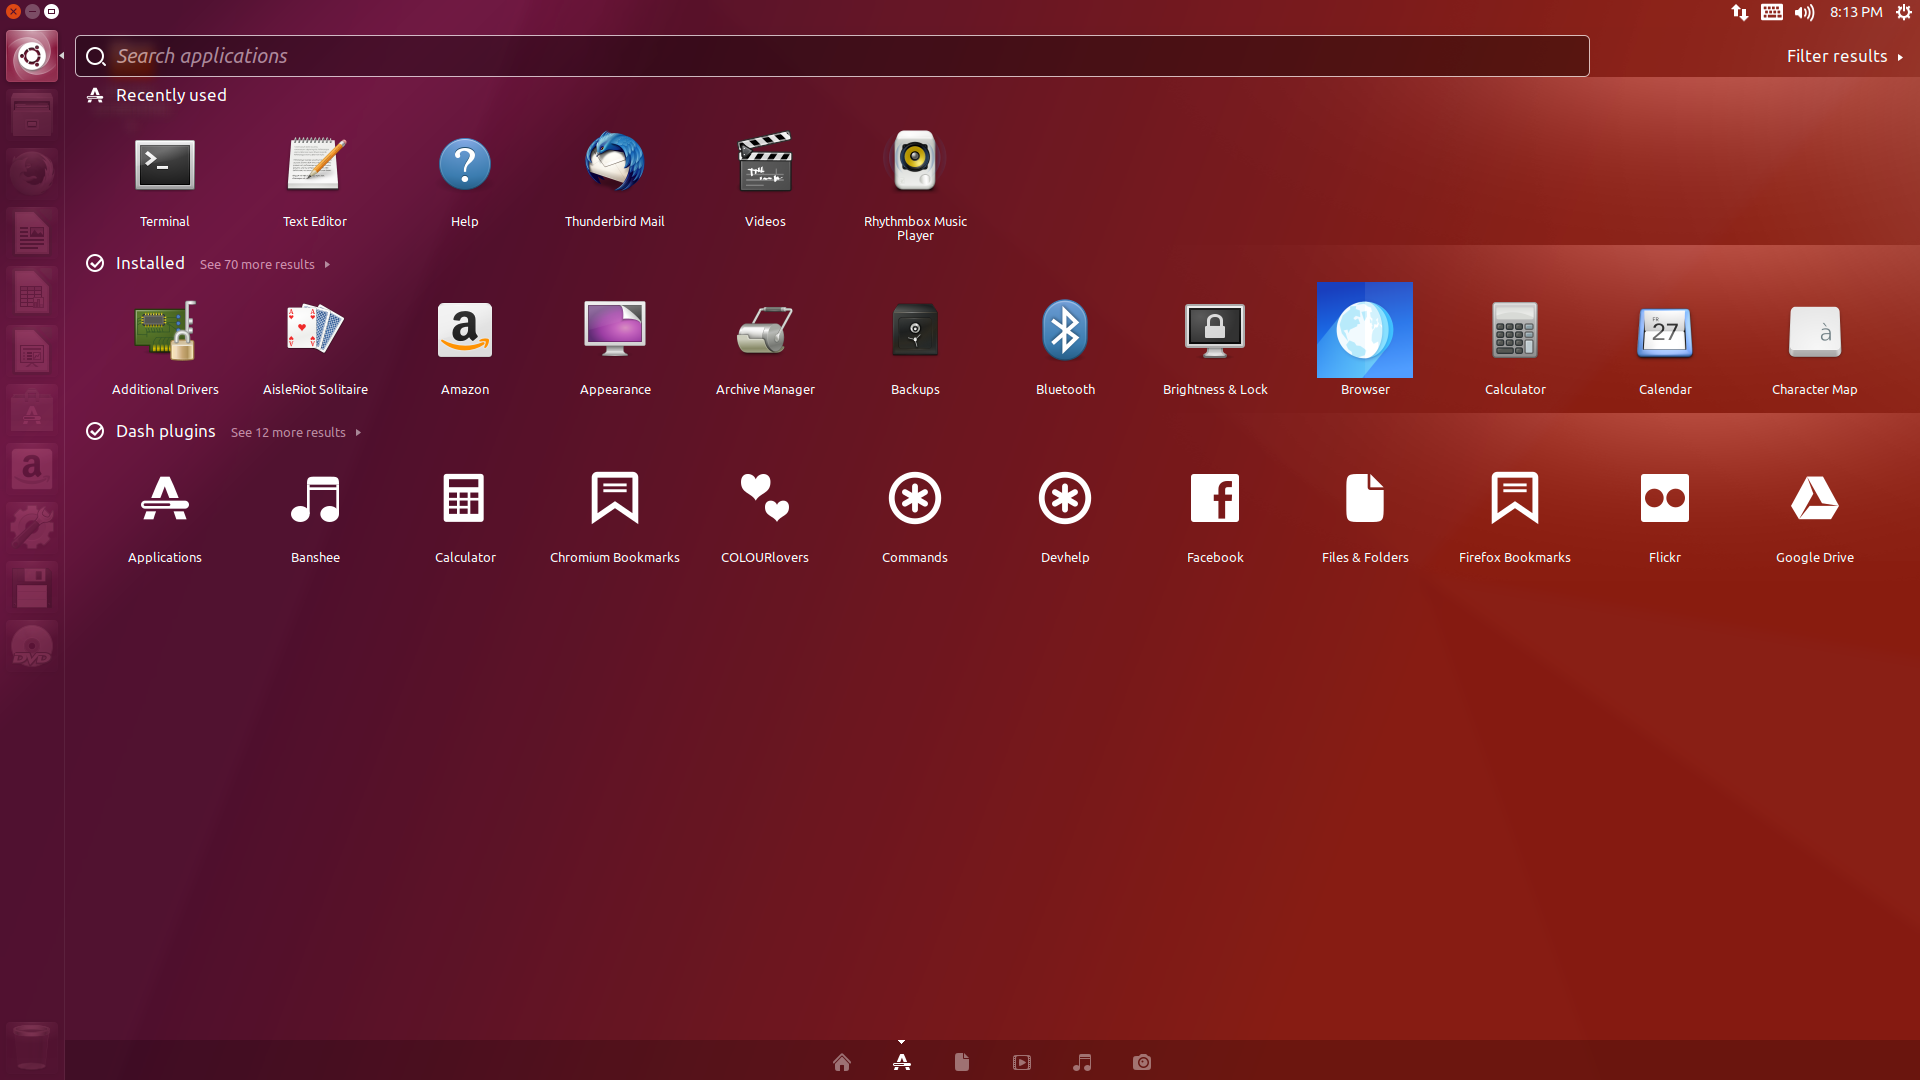 8:13 PM
Search applications
Filter results
Recently used
Terminal
Text Editor
Help
Thunderbird Mail
Videos
Rhythmbox Music
Player
Installed See 70 more results
Additional Drivers
AisleRiot Solitaire
Amazon
Appearance
Archive Manager
Backups
Bluetooth
Brightness & Lock
Browser
Calculator
FR
27
Calendar
à
Character Map
Dash plugins See 12 more results
Applications
Banshee
Calculator
Chromium Bookmarks
COLOURlovers
Commands
Devhelp
Facebook
Files & Folders
Firefox Bookmarks
Flickr
Google Drive
DVD